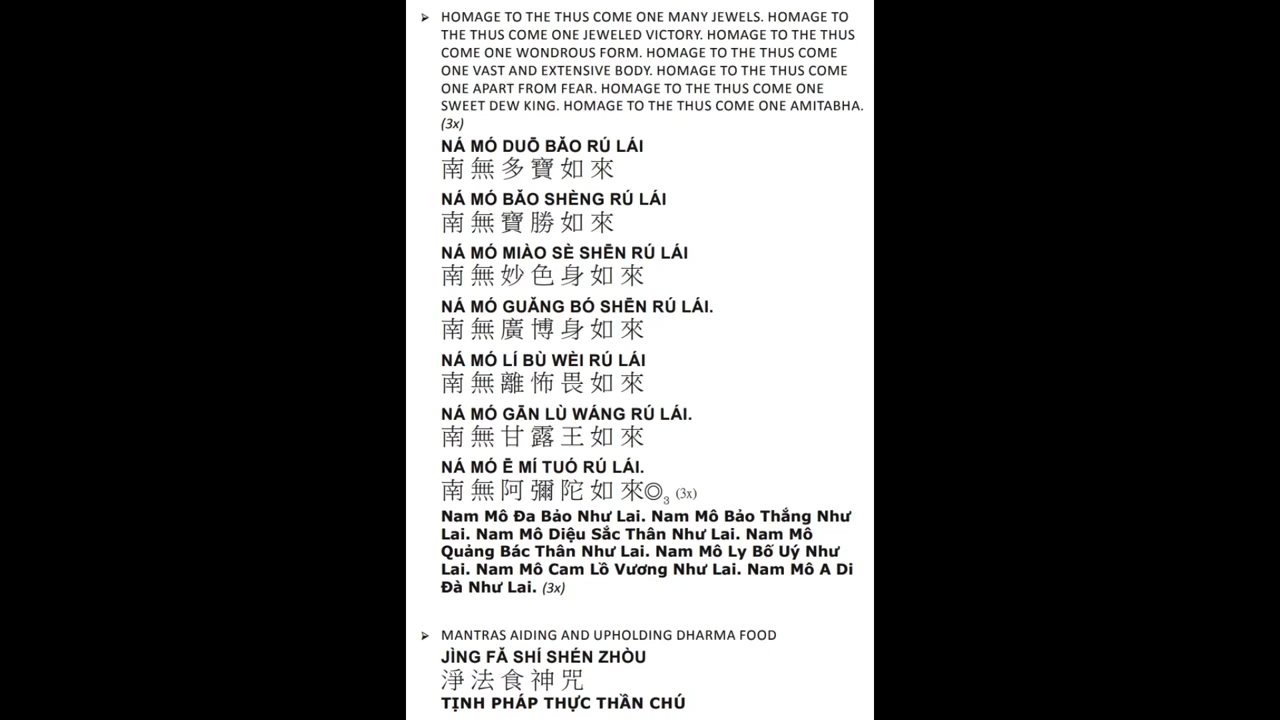 ➢ HOMAGE TO THE THUS COME ONE MANY JEWELS. HOMAGE TO
THE THUS COME ONE JEWELED VICTORY. HOMAGE TO THE THUS
COME ONE WONDROUS FORM. HOMAGE TO THE THUS COME
ONE VAST AND EXTENSIVE BODY. HOMAGE TO THE THUS COME
ONE APART FROM FEAR. HOMAGE TO THE THUS COME ONE
SWEET DEW KING. HOMAGE TO THE THUS COME ONE AMITABHA.
(3x)
NÁ MÓ DUŌ BǍO RÚ LÁI
南無多寶如來
NÁ MÓ BǍO SHÈNG RÚ LÁI
南無寶勝如來
NÁ MÓ MIÀO SÈ SHĒN RÚ LÁI
南無妙色身如來
NÁ MÓ GUǍNG BÓ SHĒN RÚ LÁI.
南無廣博身如來
NÁ MÓ LÍ BÙ WÈI RÚ LÁI
南無離怖畏如來
NÁ MÓ GĀN LÙ WÁNG RÚ LÁI.
南無甘露王如來
NÁ MÓ Ē MÍ TUÓ RÚ LÁI.
南無阿彌陀如來◎3 (3x)
Nam Mô Đa Bảo Như Lai. Nam Mô Bảo Thắng Như
Lai. Nam Mô Diệu Sắc Thân Như Lai. Nam Mô
Quảng Bác Thân Như Lai. Nam Mô Ly Bố Uý Như
Lai. Nam Mô Cam Lồ Vương Như Lai. Nam Mô A Di
Đà Như Lai. (3x)
➢ MANTRAS AIDING AND UPHOLDING DHARMA FOOD
JÌNG FǍ SHÍ SHÉN ZHÒU
淨法食神咒
TỊNH PHÁP THỰC THẦN CHÚ